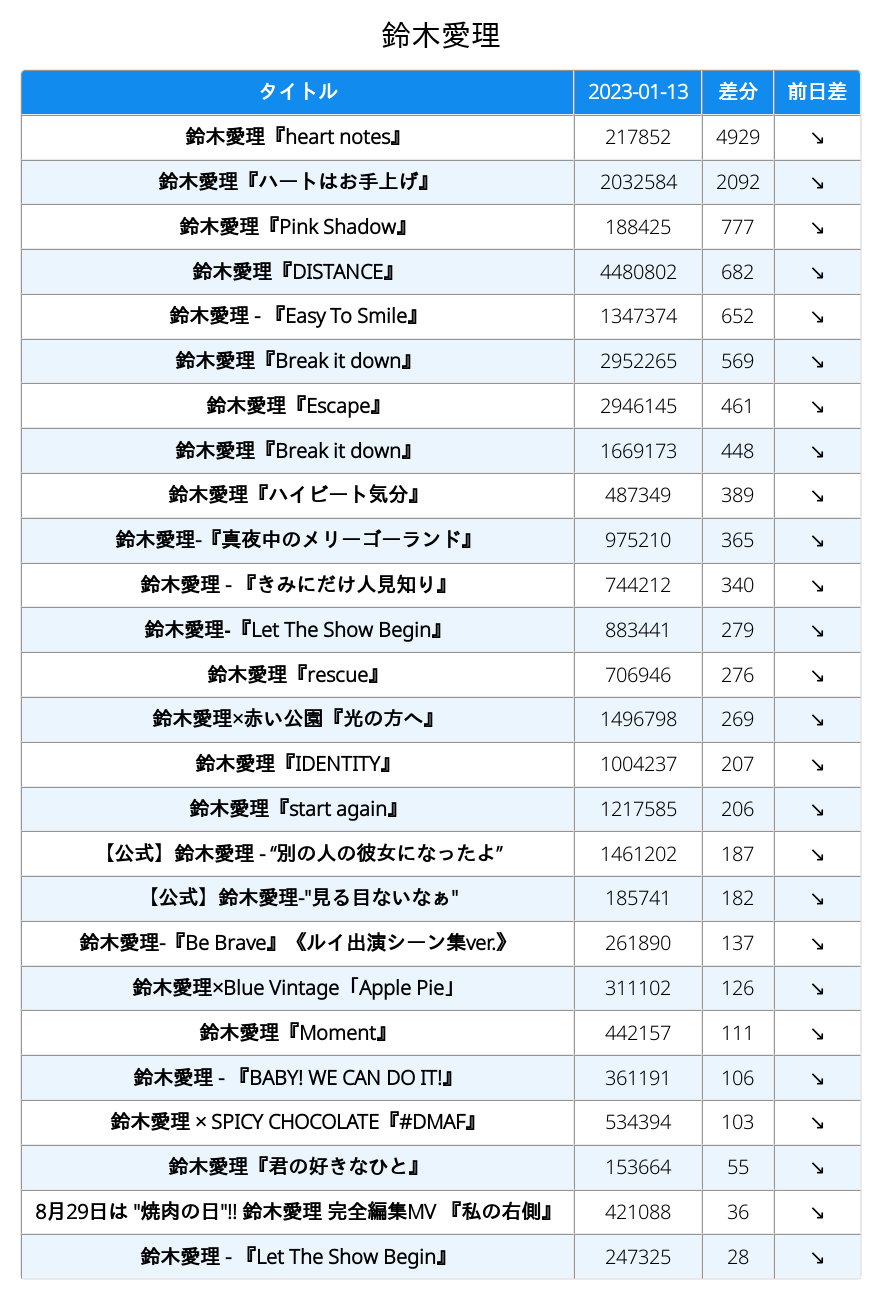 鈴木愛理
タイトル 2023-01-13 差分 前日差
鈴木愛理『heart notes』 217852 4929 ↘
鈴木愛理『ハートはお手上げ』 2032584 2092 ↘
鈴木愛理『Pink Shadow』 188425 777 ↘
鈴木愛理『DISTANCE』 4480802 682 ↘
鈴木愛理 - 『Easy To Smile』 1347374 652 ↘
鈴木愛理『Break it down』 2952265 569 ↘
鈴木愛理『Escape』 2946145 461 ↘
鈴木愛理『Break it down』 1669173 448 ↘
鈴木愛理『ハイビート気分』 487349 389 ↘
鈴木愛理-『真夜中のメリーゴーランド』 975210 365 ↘
鈴木愛理 - 『きみにだけ人見知り』 744212 340 ↘
鈴木愛理-『Let The Show Begin』 883441 279 ↘
鈴木愛理『rescue』 706946 276 ↘
鈴木愛理×赤い公園『光の方へ』 1496798 269 ↘
鈴木愛理『IDENTITY』 1004237 207 ↘
鈴木愛理『start again』 1217585 206 ↘
【公式】鈴木愛理 - “別の人の彼女になったよ” 1461202 187 ↘
【公式】鈴木愛理-"見る目ないなぁ" 185741 182 ↘
鈴木愛理-『Be Brave』《ルイ出演シーン集ver.》 261890 137 ↘
鈴木愛理×Blue Vintage「Apple Pie」 311102 126 ↘
鈴木愛理『Moment』 442157 111 ↘
鈴木愛理 - 『BABY! WE CAN DO IT!』 361191 106 ↘
鈴木愛理 × SPICY CHOCOLATE『#DMAF』 534394 103 ↘
鈴木愛理『君の好きなひと』 153664 55 ↘
8月29日は "焼肉の日"!! 鈴木愛理 完全編集MV 『私の右側』 421088 36 ↘
鈴木愛理 - 『Let The Show Begin』 247325 28 ↘